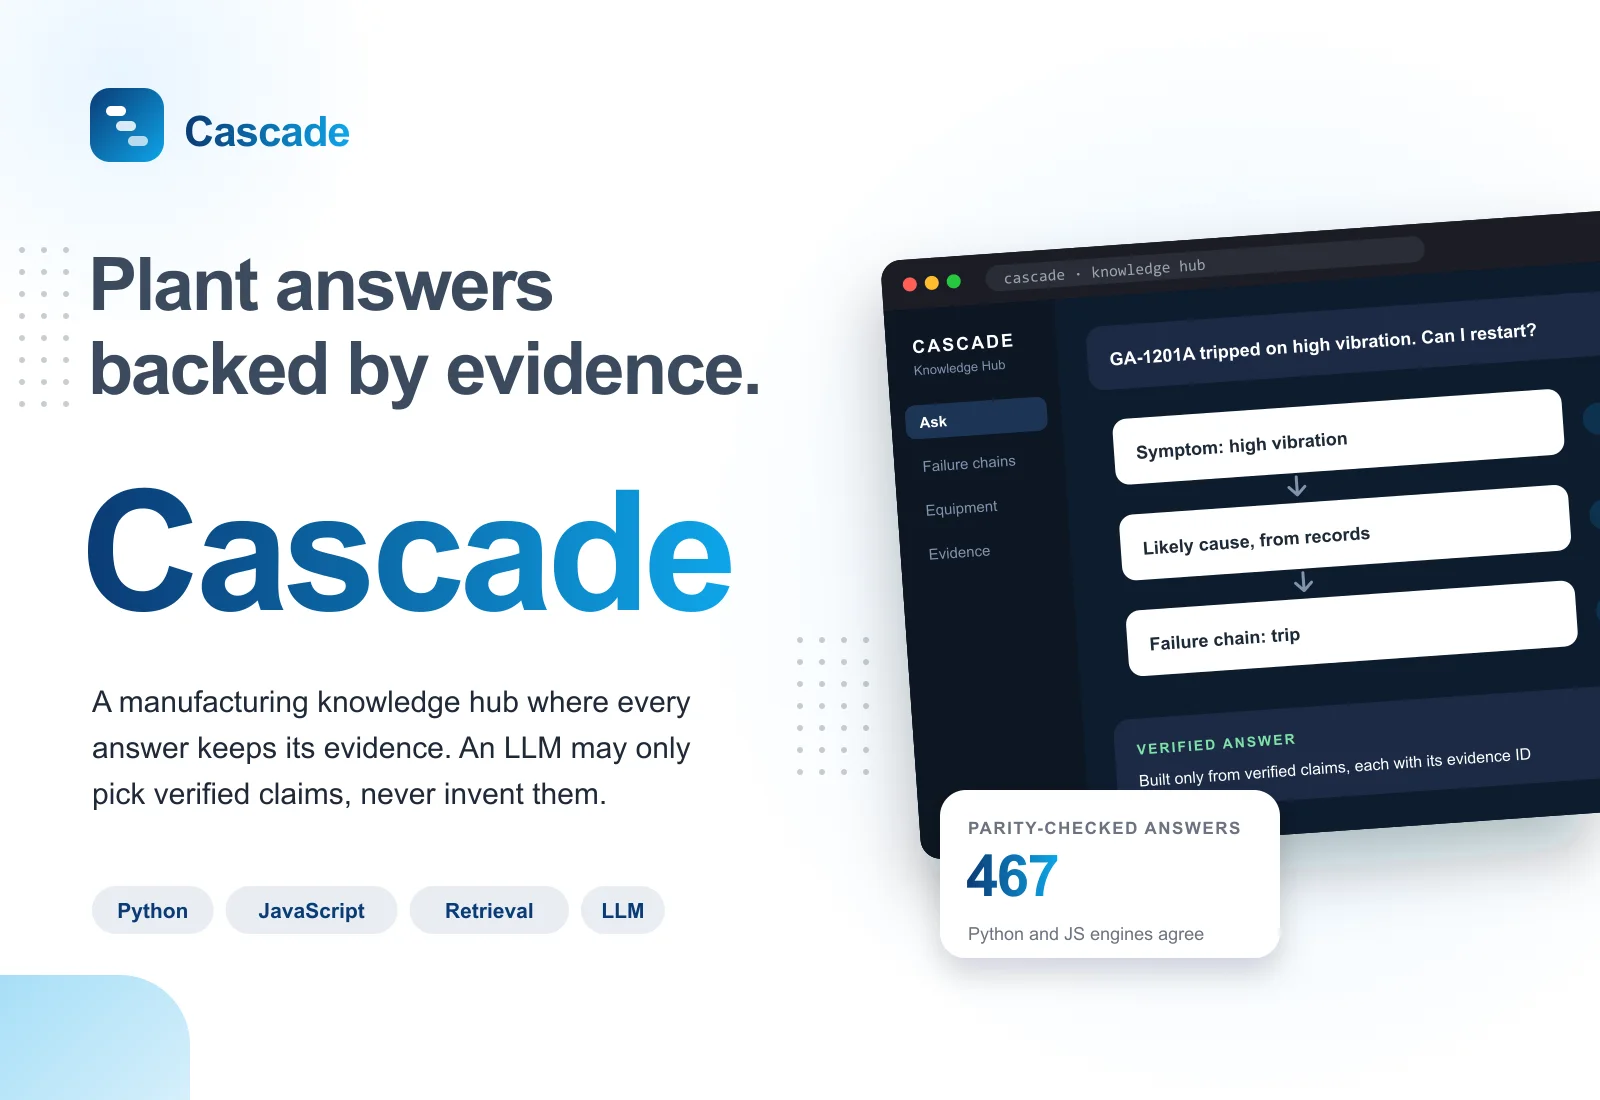 Cascade
Plant answers
backed by evidence.
Cascade
A manufacturing knowledge hub where every
answer keeps its evidence. An LLM may only
pick verified claims, never invent them.
Python
JavaScript
Retrieval
LLM
cascade · knowledge hub
CASCADE
Knowledge Hub
Ask
Failure chains
Equipment
Evidence
GA-1201A tripped on high vibration. Can I restart?
Symptom: high vibration
Likely cause, from records
Failure chain: trip
VERIFIED ANSWER
Built only from verified claims, each with its evidence ID
PARITY-CHECKED ANSWERS
467
Python and JS engines agree